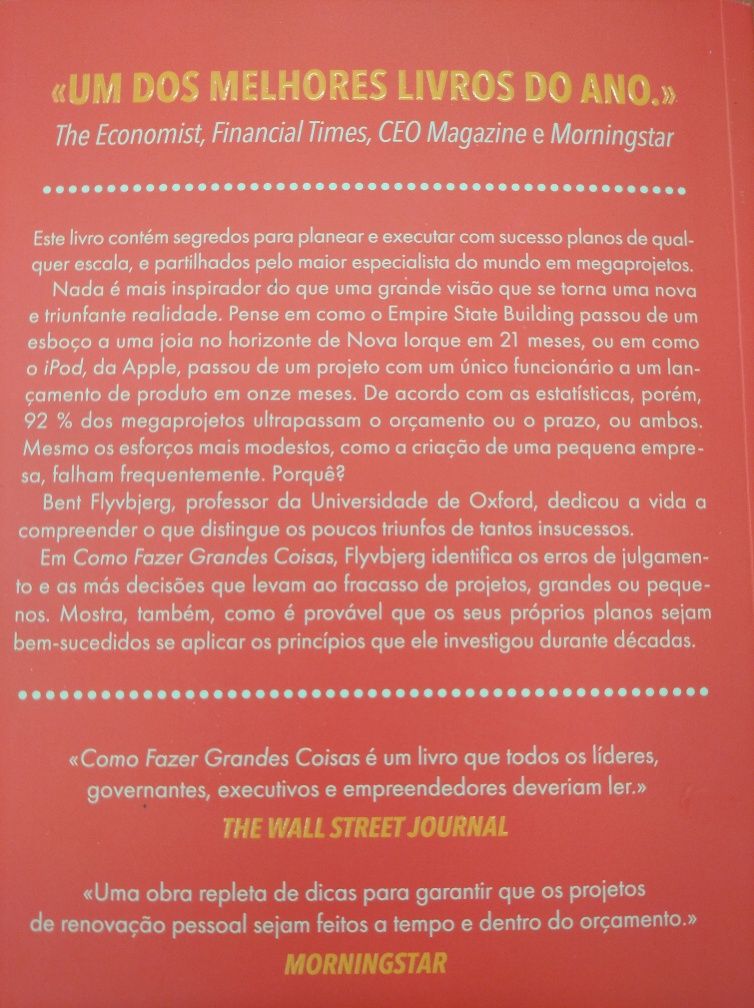 «UM DOS MELHORES LIVROS DO ANO.»
The Economist, Financial Times, CEO Magazine e Morningstar
Este livro contém segredos para planear e executar com sucesso planos de qual-
quer escala, e partilhados pelo maior especialista do mundo em megaprojetos.
Nada é mais inspirador do que uma grande visão que se torna uma nova
e triunfante realidade. Pense em como o Empire State Building passou de um
esboço a uma joia no horizonte de Nova Iorque em 21 meses, ou em como
o iPod, da Apple, passou de um projeto com um único funcionário a um lan-
çamento de produto em onze meses. De acordo com as estatísticas, porém,
92 % dos megaprojetos ultrapassam o orçamento ou o prazo, ou ambos.
Mesmo os esforços mais modestos, como a criação de uma pequena empre-
sa, falham frequentemente. Porquê?
Bent Flyvbjerg, professor da Universidade de Oxford, dedicou a vida a
compreender o que distingue os poucos triunfos de tantos insucessos.
Em Como Fazer Grandes Coisas, Flyvbjerg identifica os erros de julgamen-
to e as más decisões que levam ao fracasso de projetos, grandes ou peque-
nos. Mostra, também, como é provável que os seus próprios planos sejam
bem-sucedidos se aplicar os princípios que ele investigou durante décadas.
«Como Fazer Grandes Coisas é um livro que todos os líderes,
governantes, executivos e empreendedores deveriam ler.»
THE WALL STREET JOURNAL
«Uma obra repleta de dicas para garantir que os projetos
de renovação pessoal sejam feitos a tempo e dentro do orçamento.»
MORNINGSTAR